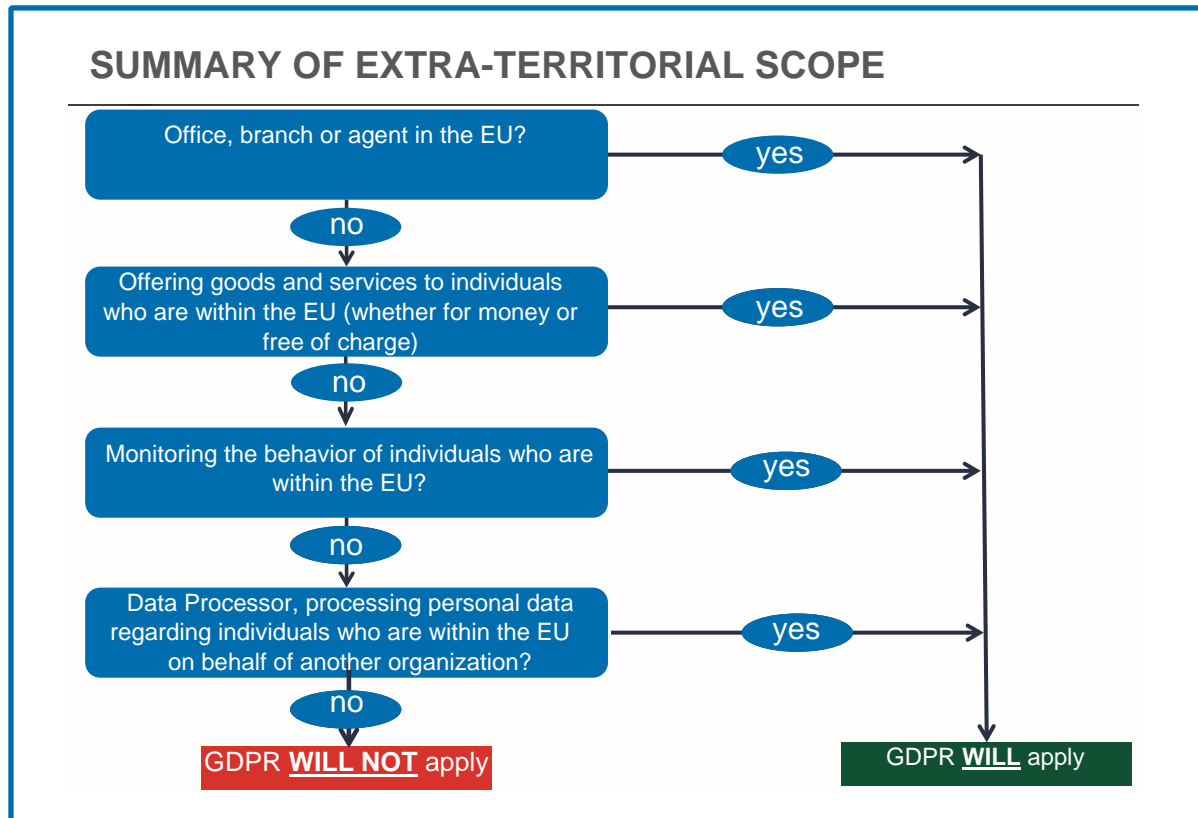 SUMMARY OF EXTRA-TERRITORIAL SCOPE
Office, branch or agent in the EU?
yes
no
Offering goods and services to individuals
who are within the EU (whether for money or
free of charge)
yes
no
Monitoring the behavior of individuals who are
within the EU?
yes
no
Data Processor, processing personal data
regarding individuals who are within the EU
on behalf of another organization?
yes
no
GDPR WILL NOT apply
GDPR WILL apply